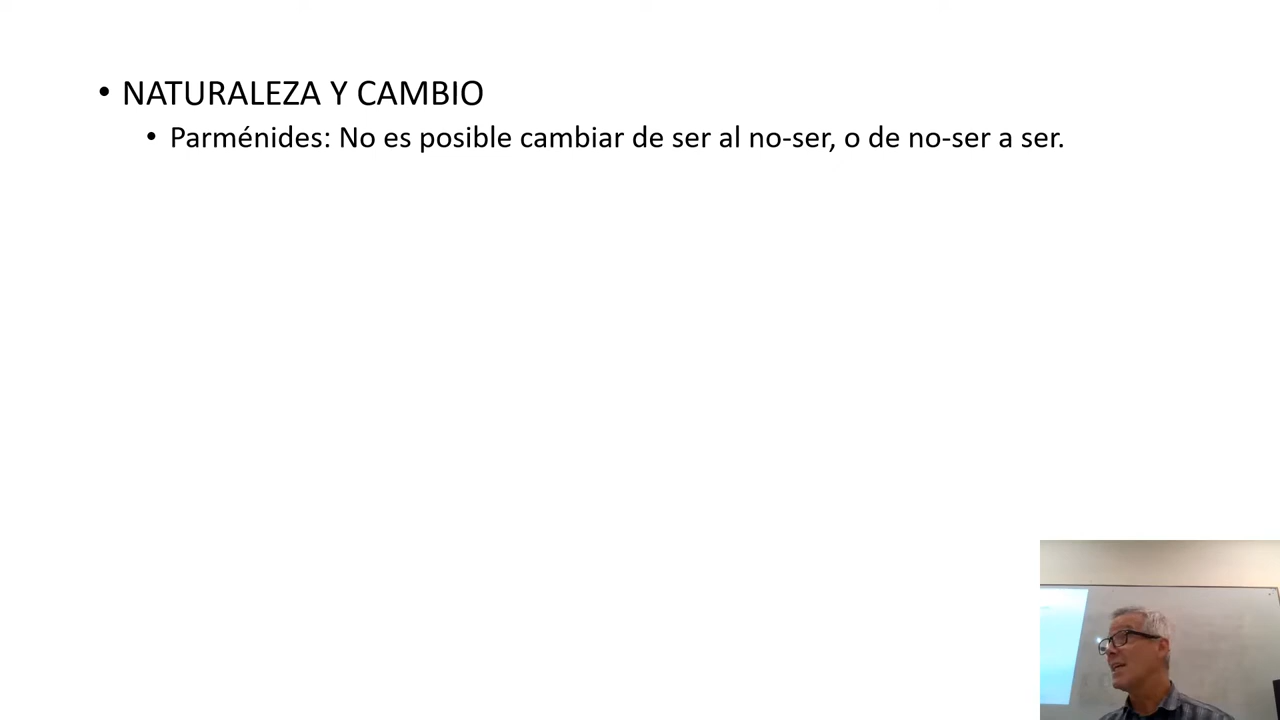 • NATURALEZA Y CAMBIO
• Parménides: No es posible cambiar de ser al no-ser, o de no-ser a ser.